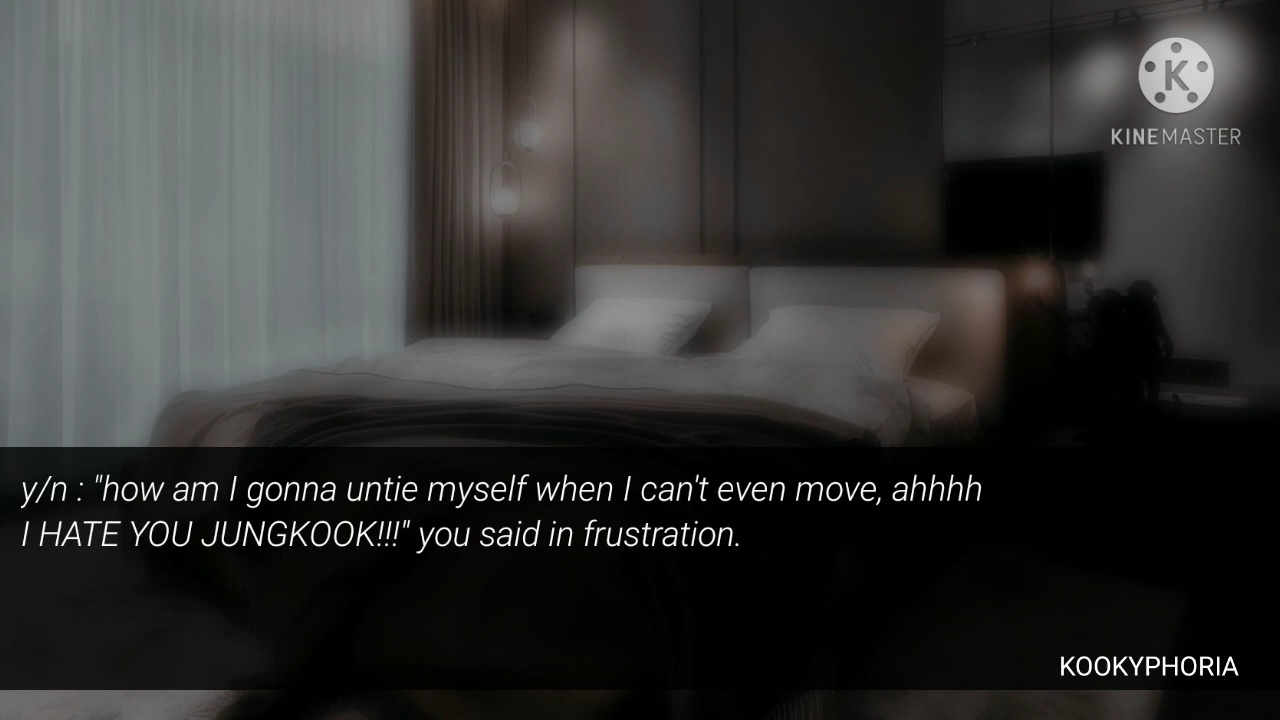 K
KINEMASTER
y/n : "how am I gonna untie myself when I can't even move, ahhhh
I HATE YOU JUNGKOOK!!!" you said in frustration.
KOOKYPHORIA